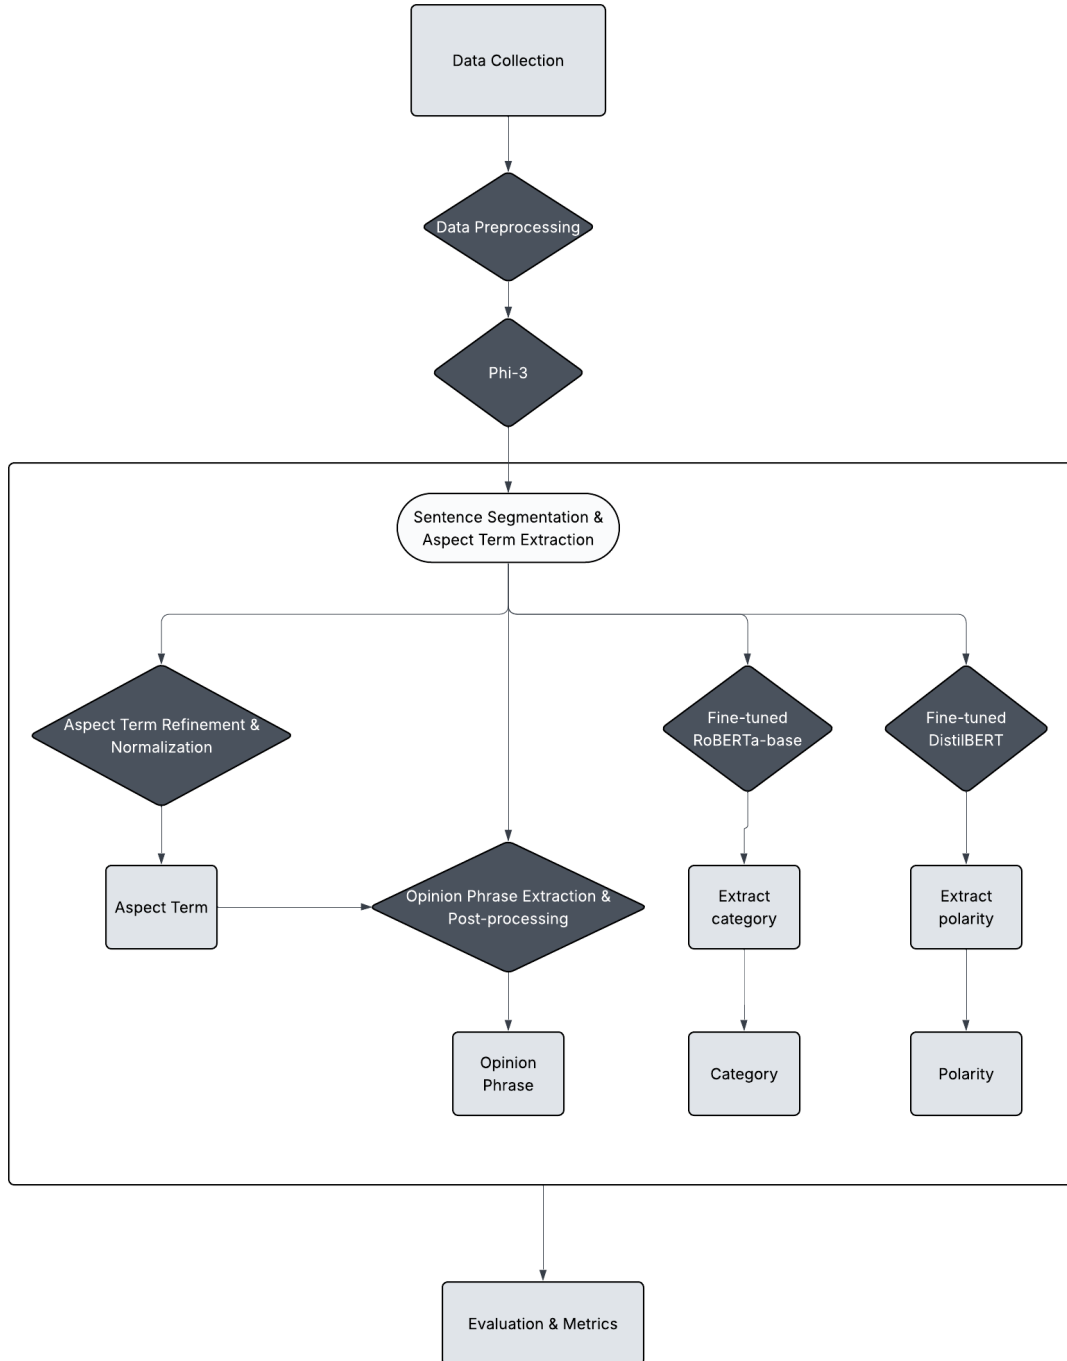 Data Collection
Data Preprocessing
Phi-3
Sentence Segmentation &
Aspect Term Extraction
Aspect Term Refinement &
Normalization
Fine-tuned
RoBERTa-base
Fine-tuned
DistilBERT
Aspect Term
Opinion Phrase Extraction &
Post-processing
Extract
category
Extract
polarity
Opinion
Phrase
Category
Polarity
Evaluation & Metrics